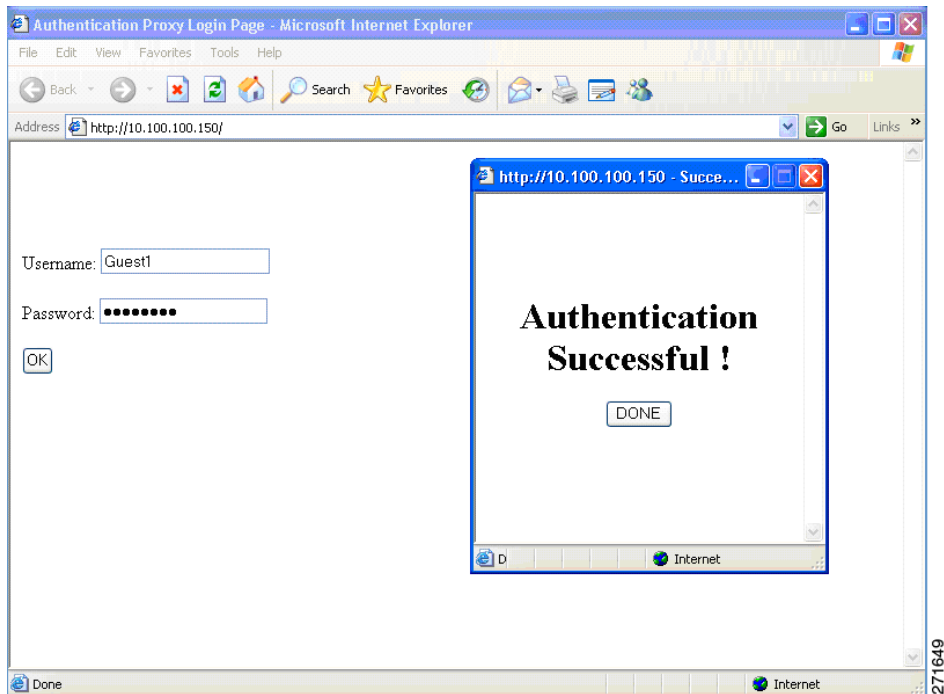 Authentication Proxy Login Page - Microsoft Internet Explorer
File Edit View Favorites Tools Help
Back Search Favorites
Address http://10.100.100.150/ Go Links »
http://10.100.100.150 - Succe...
Username: Guest1
Password: ••••••••
OK
Authentication
Successful !
DONE
D Internet
Done Internet
271649